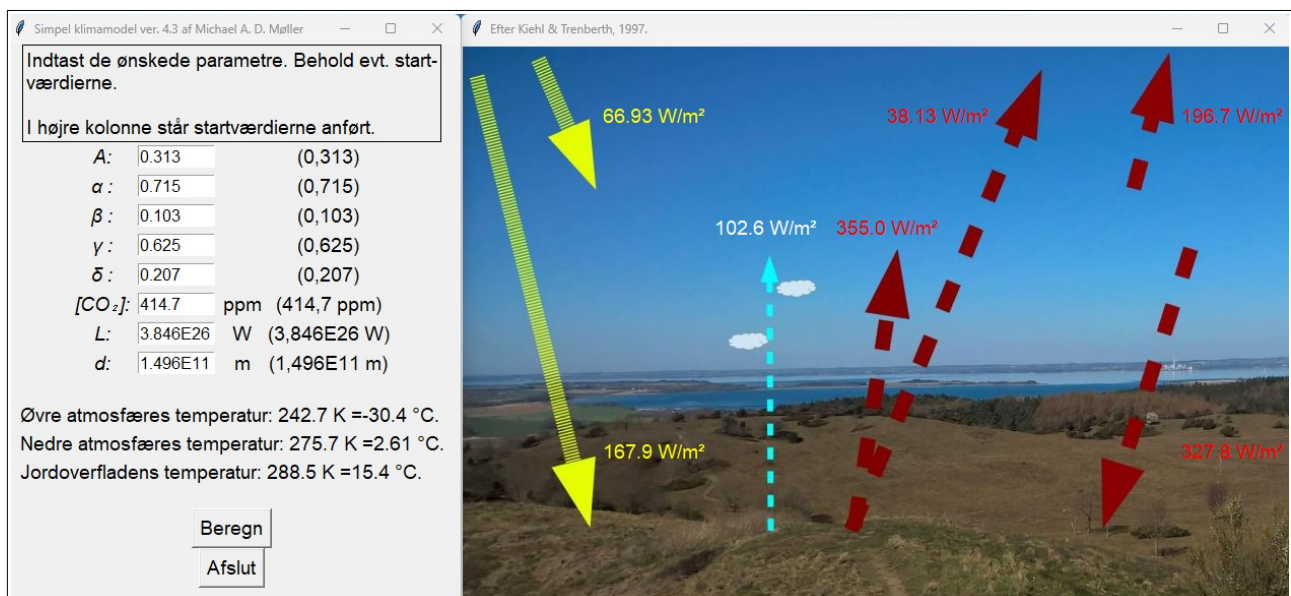 Simpel klimamodel ver. 4.3 af Michael A. D. Møller
Indtast de ønskede parametre. Behold evt. start-
værdierne.
I højre kolonne står startværdierne anført.
A: 0.313 (0,313)
α : 0.715 (0,715)
β : 0.103 (0,103)
γ : 0.625 (0,625)
δ : 0.207 (0,207)
[CO₂]: 414.7 ppm (414,7 ppm)
L: 3.846E26 W (3,846E26 W)
d: 1.496E11 m (1,496E11 m)
Øvre atmosfæres temperatur: 242.7 K =-30.4 °C.
Nedre atmosfæres temperatur: 275.7 K =2.61 °C.
Jordoverfladens temperatur: 288.5 K =15.4 °C.
Beregn
Afslut
Efter Kiehl & Trenberth, 1997.
66.93 W/m² 38.13 W/m² 196.7 W/m²
102.6 W/m² 355.0 W/m²
167.9 W/m² 327.8 W/m²